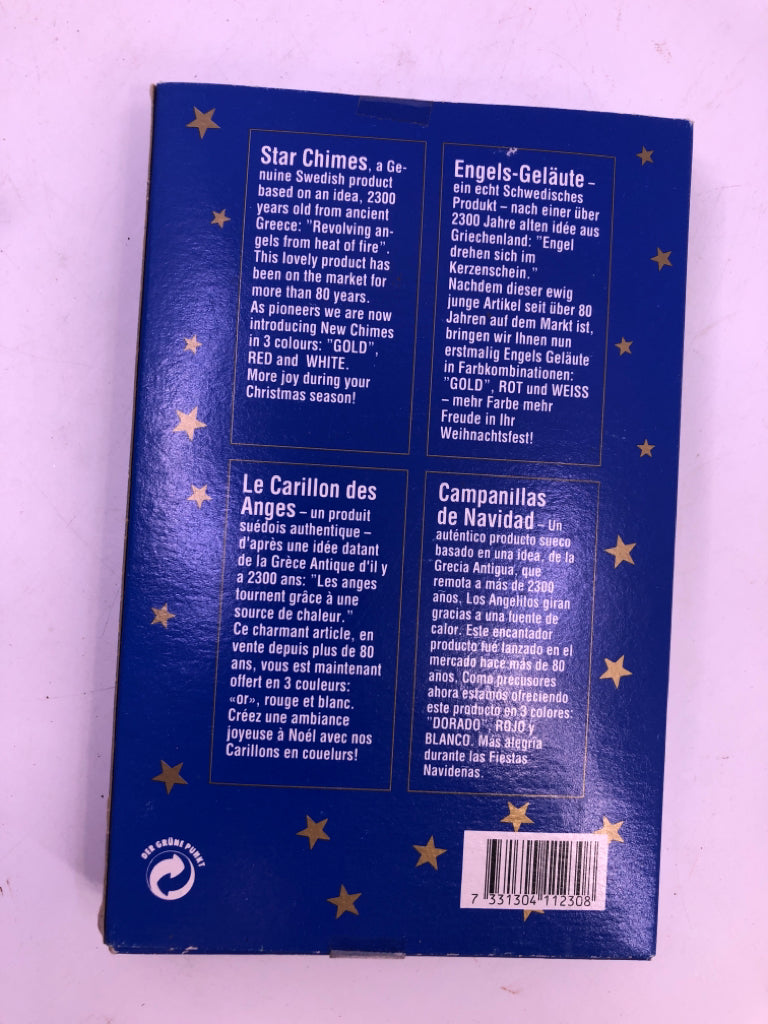 Star Chimes, a Ge-
nuine Swedish product
based on an idea, 2300
years old from ancient
Greece: "Revolving an-
gels from heat of fire".
This lovely product has
been on the market for
more than 80 years.
As pioneers we are now
introducing New Chimes
in 3 colours: "GOLD",
RED and WHITE.
More joy during your
Christmas season!
Engels-Geläute –
ein echt Schwedisches
Produkt – nach einer über
2300 Jahre alten idée aus
Griechenland: "Engel
drehen sich im
Kerzenschein."
Nachdem dieser ewig
junge Artikel seit über 80
Jahren auf dem Markt ist,
bringen wir Ihnen nun
erstmalig Engels Geläute
in Farbkombinationen:
"GOLD", ROT und WEISS
– mehr Farbe mehr
Freude in Ihr
Weihnachtsfest!
Le Carillon des
Anges – un produit
suédois authentique –
d'après une idée datant
de la Grèce Antique d'il y
a 2300 ans: "Les anges
tournent grâce à une
source de chaleur."
Ce charmant article, en
vente depuis plus de 80
ans, vous est maintenant
offert en 3 couleurs:
«or», rouge et blanc.
Créez une ambiance
joyeuse à Noël avec nos
Carillons en couelurs!
Campanillas
de Navidad – Un
auténtico producto sueco
basado en una idea, de la
Grecia Antigua, que
remota a más de 2300
años. Los Angelitos giran
gracias a una fuente de
calor. Este encantador
producto fué lanzado en el
mercado hace más de 80
años. Como precusores
ahora estamos ofreciendo
este producto en 3 colores:
"DORADO", ROJO y
BLANCO. Más alegria
durante las Fiestas
Navideñas.
DER GRÜNE PUNKT
7 331304 112308